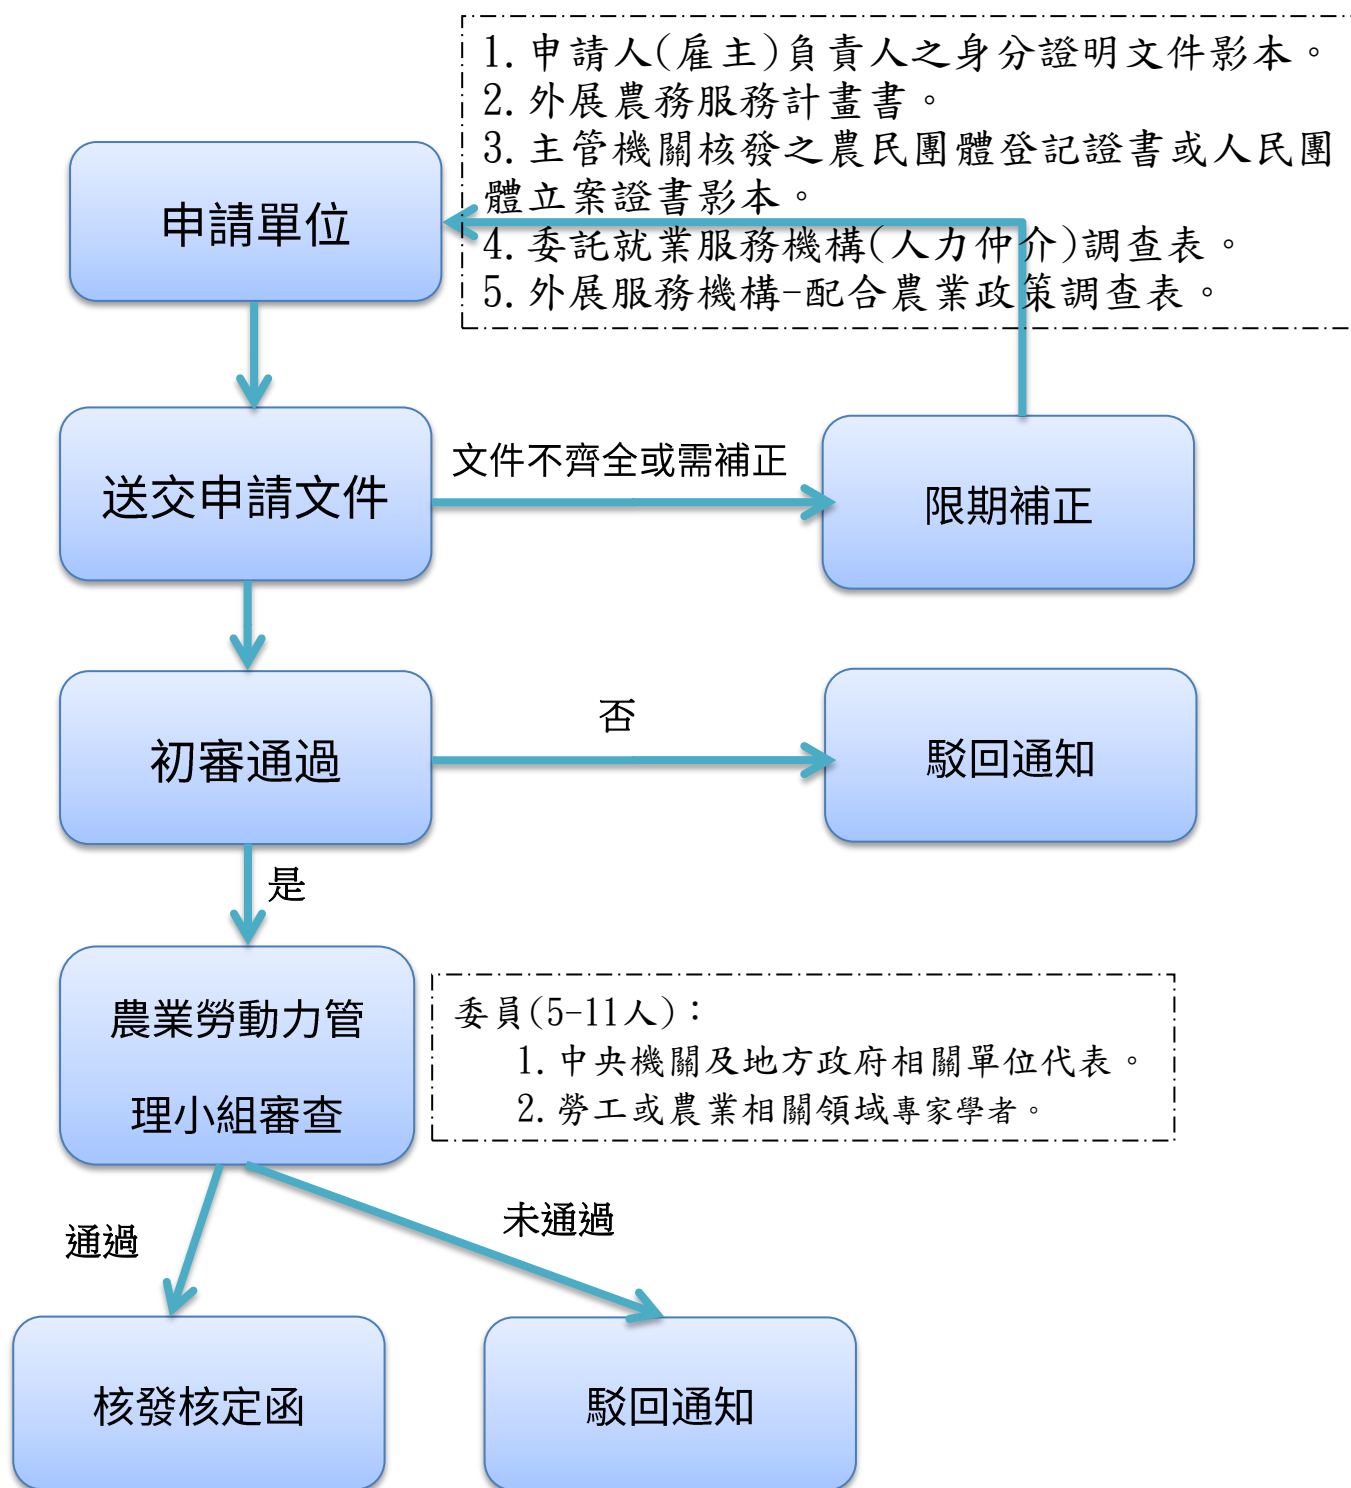 1. 申請人(雇主)負責人之身分證明文件影本。
2. 外展農務服務計畫書。
3. 主管機關核發之農民團體登記證書或人民團
體立案證書影本。
4. 委託就業服務機構(人力仲介)調查表。
5. 外展服務機構-配合農業政策調查表。
申請單位
送交申請文件
文件不齊全或需補正
限期補正
初審通過
否
駁回通知
是
農業勞動力管
理小組審查
委員(5-11人)：
1. 中央機關及地方政府相關單位代表。
2. 勞工或農業相關領域專家學者。
通過
未通過
核發核定函
駁回通知